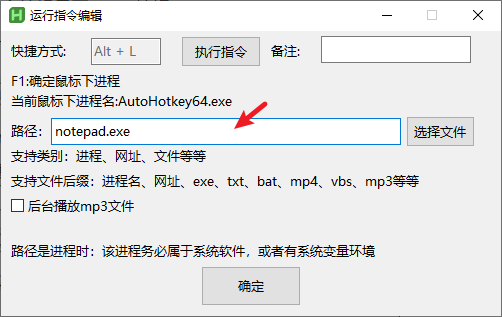 运行指令编辑
快捷方式: Alt + L 执行指令 备注:
F1:确定鼠标下进程
当前鼠标下进程名:AutoHotkey64.exe
路径: notepad.exe 选择文件
支持类别：进程、网址、文件等等
支持文件后缀：进程名、网址、exe、txt、bat、mp4、vbs、mp3等等
后台播放mp3文件
路径是进程时：该进程务必属于系统软件，或者有系统变量环境
确定